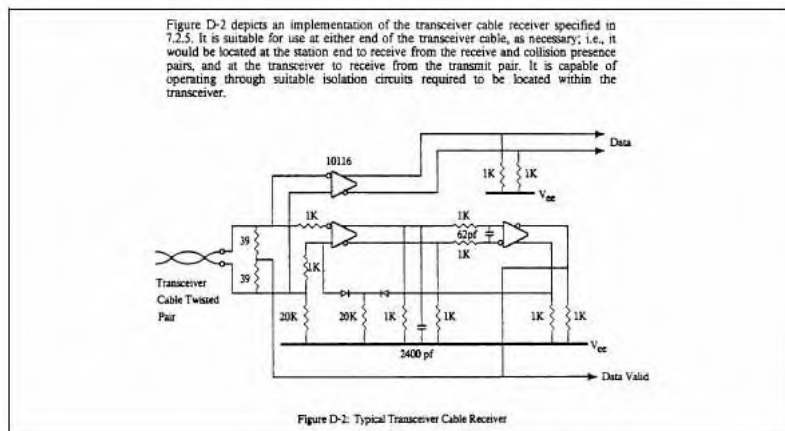 Figure D-2 depicts an implementation of the transceiver cable receiver specified in
7.2.5. It is suitable for use at either end of the transceiver cable, as necessary; i.e., it
would be located at the station end to receive from the receive and collision presence
pairs, and at the transceiver to receive from the transmit pair. It is capable of
operating through suitable isolation circuits required to be located within the
transceiver.
10116
Data
1K
1K
Vee
1K
1K
39
62pf
1K
39
1K
Transceiver
Cable Twisted
Pair
20K
20K
1K
1K
1K
1K
Vee
2400 pf
Data Valid
Figure D-2: Typical Transceiver Cable Receiver